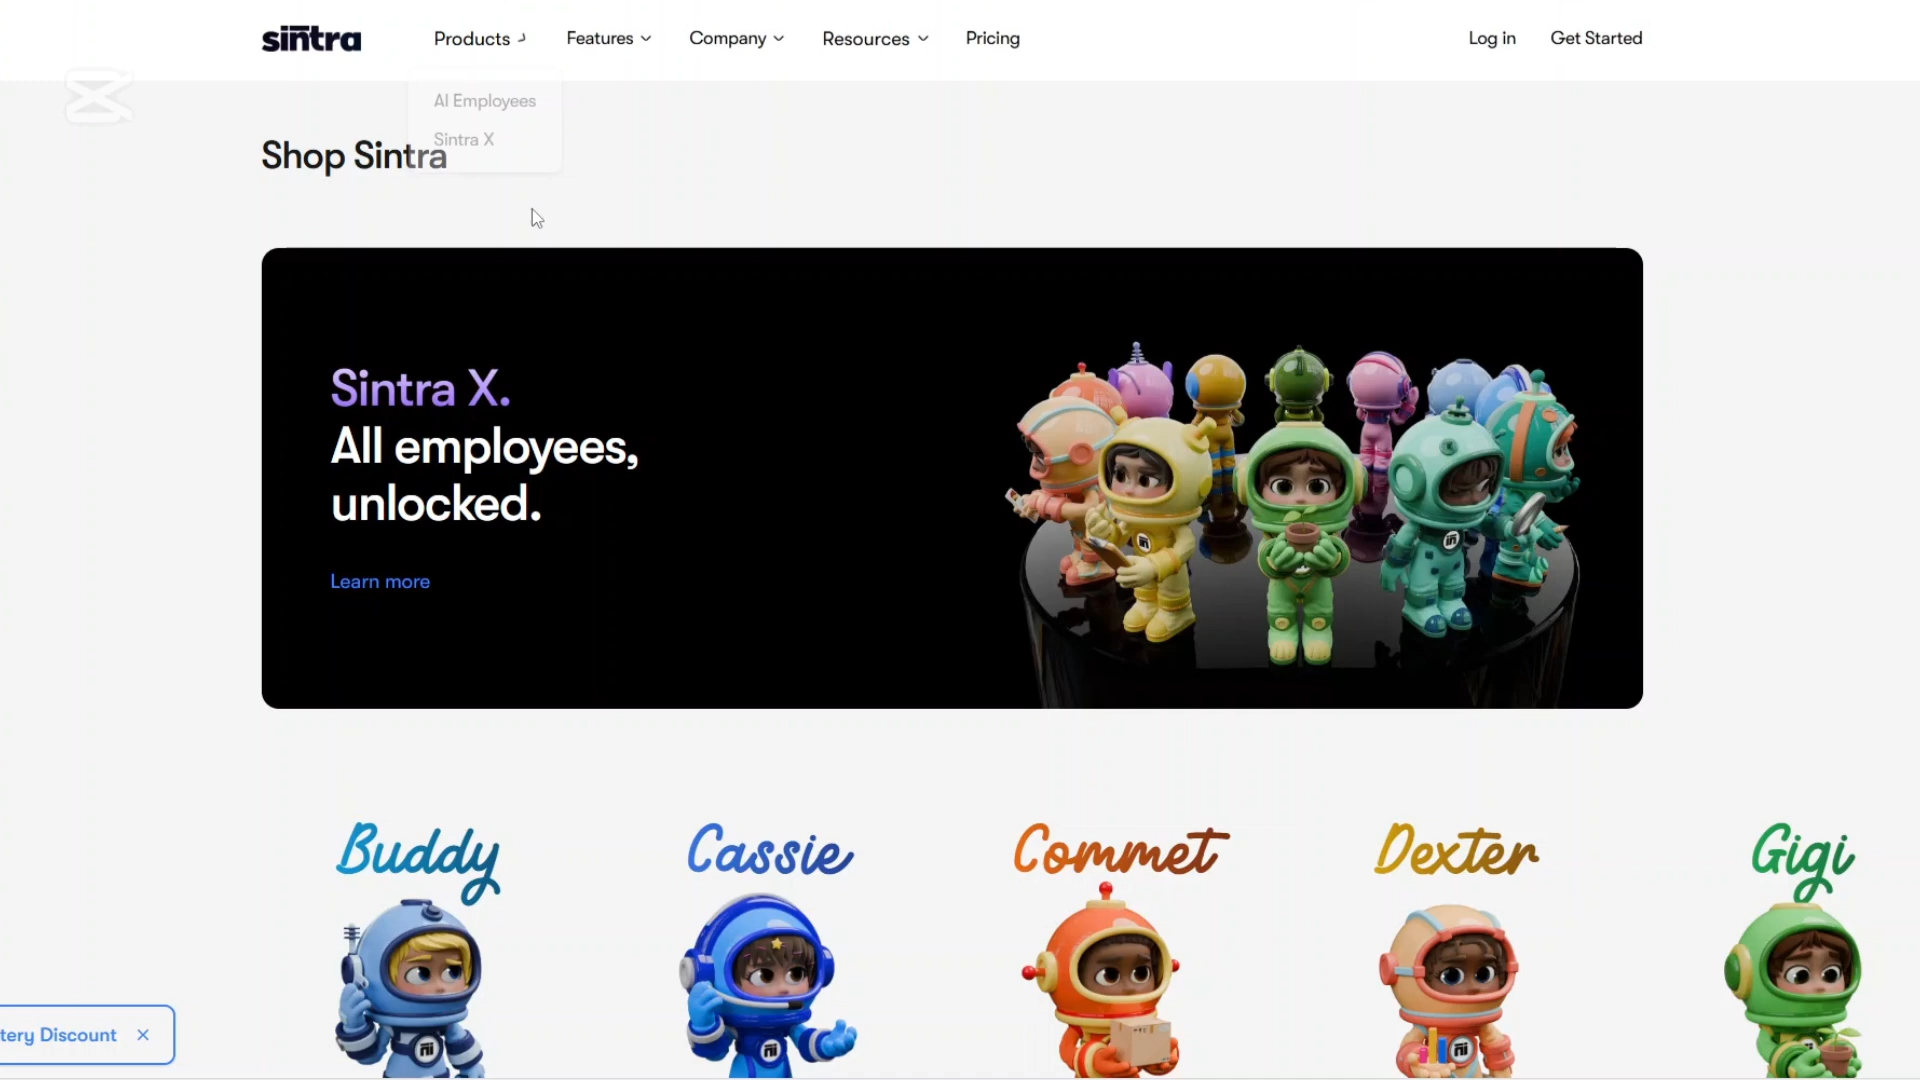 sintra
Products Features Company Resources Pricing Log in Get Started
AI Employees
Sintra X
Shop Sintra
Sintra X.
All employees,
unlocked.
Learn more
Buddy Cassie Commet Dexter Gigi
tery Discount